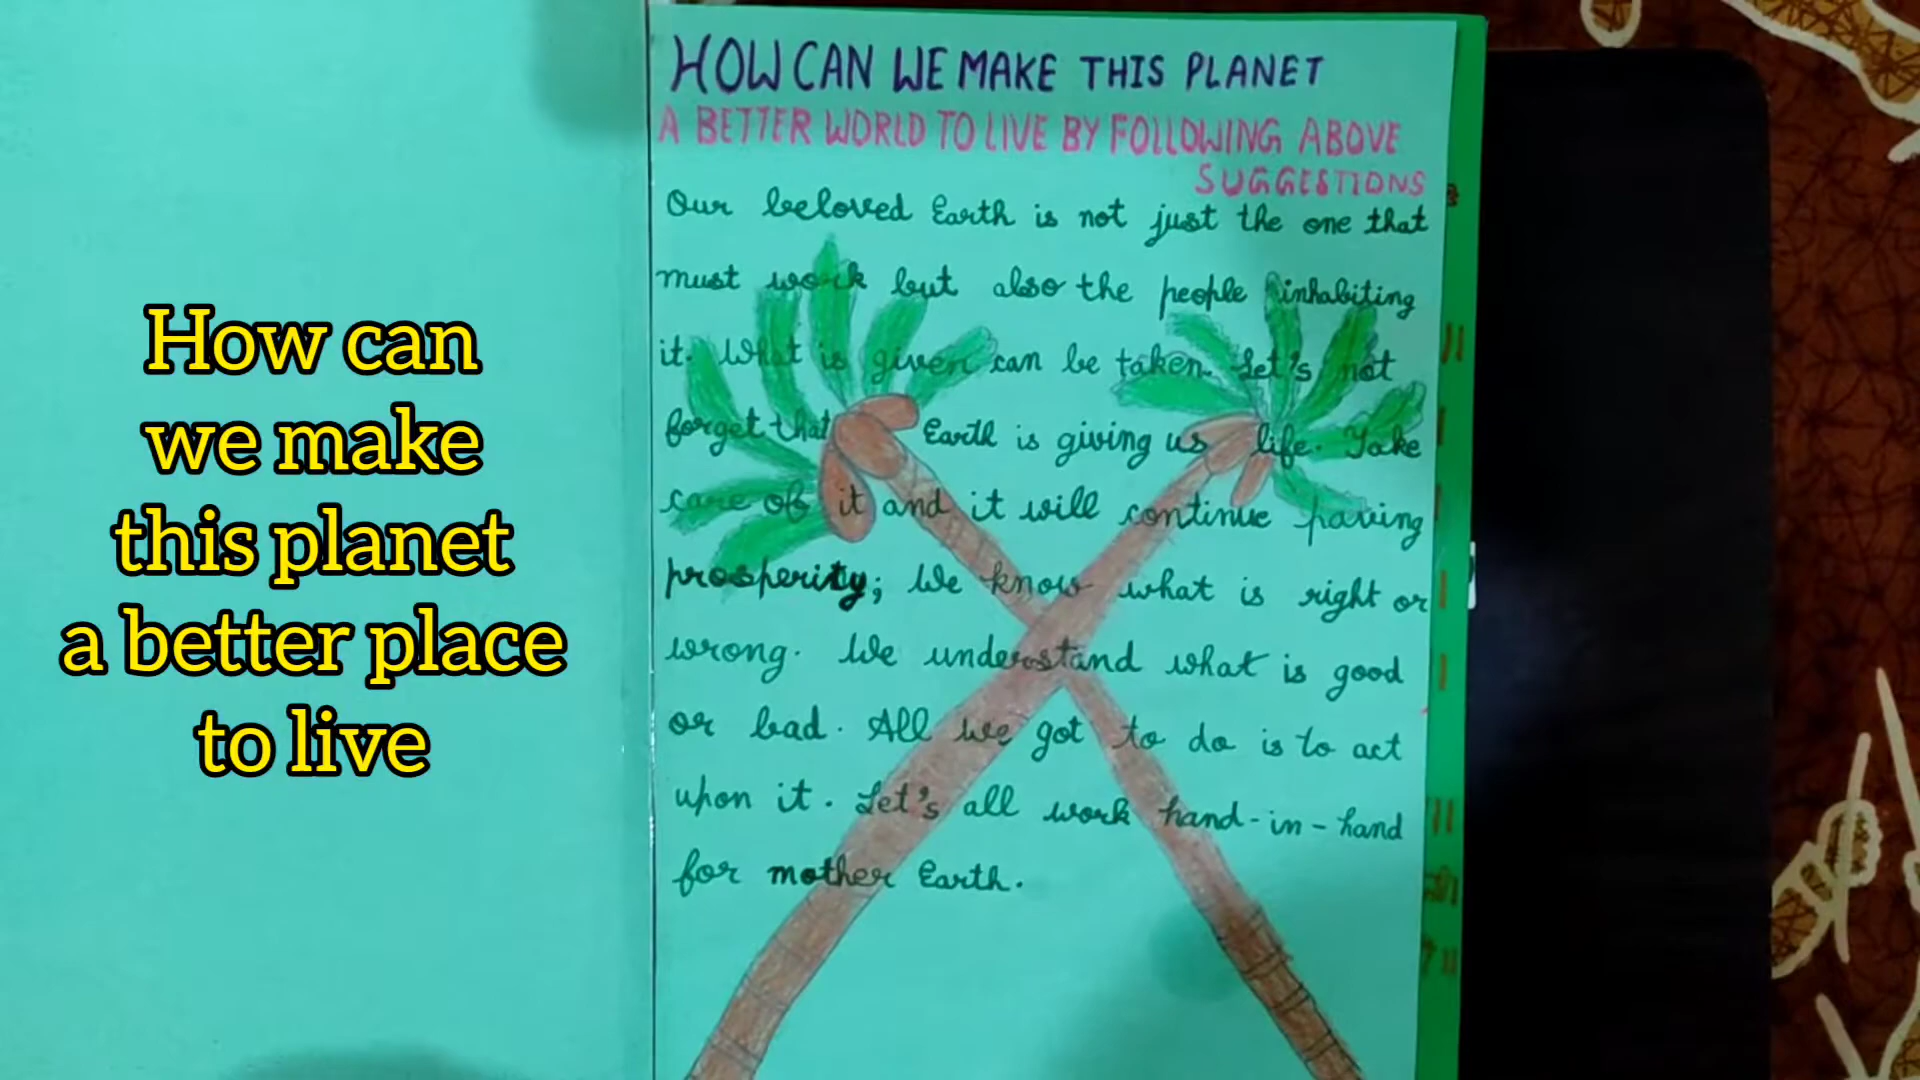 How can
we make
this planet
a better place
to live
HOW CAN WE MAKE THIS PLANET
A BETTER WORLD TO LIVE BY FOLLOWING ABOVE
SUGGESTIONS
Our beloved Earth is not just the one that
must work but also the people inhabiting
it. What is given can be taken. Let's not
forget that Earth is giving us life. Take
care of it and it will continue paving
prosperity; We know what is right or
wrong. We understand what is good
or bad. All we got to do is to act
upon it. Let's all work hand-in-hand
for mother Earth.